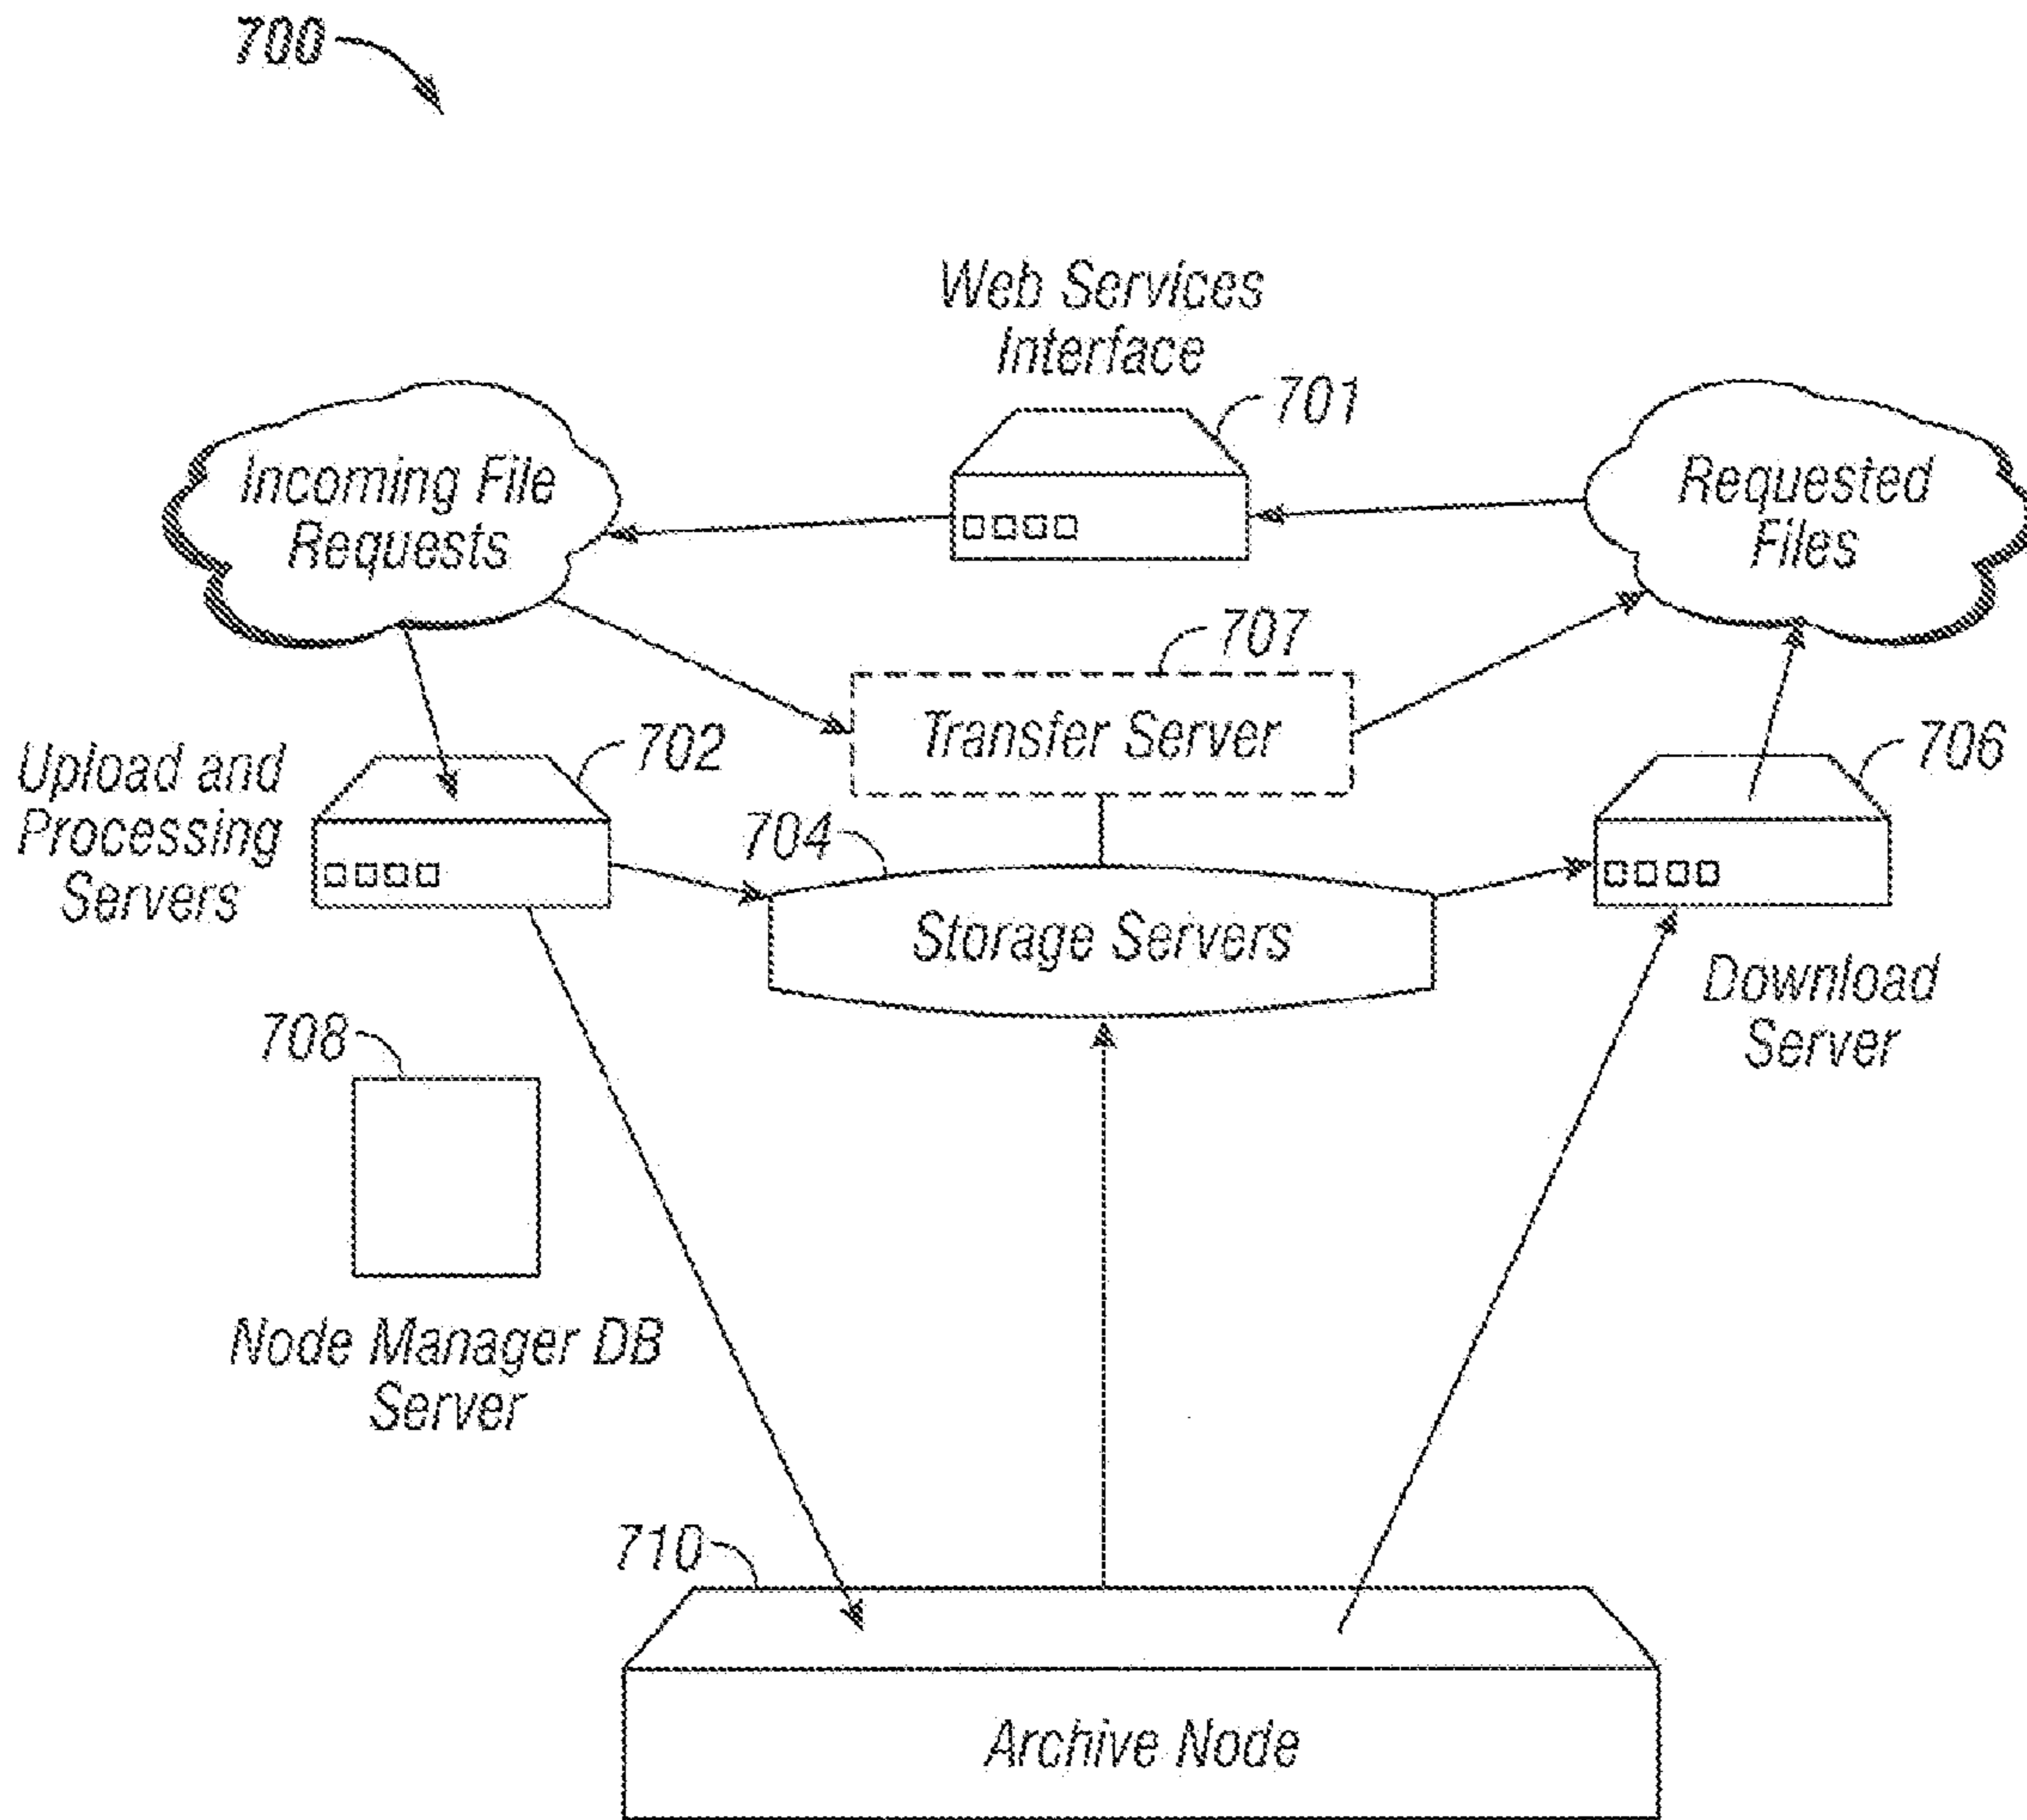 700
Web Services
Interface
701
Incoming File
Requests
Requested
Files
707
Transfer Server
702
Upload and
Processing
Servers
704
Storage Servers
706
Download
Server
708
Node Manager DB
Server
710
Archive Node